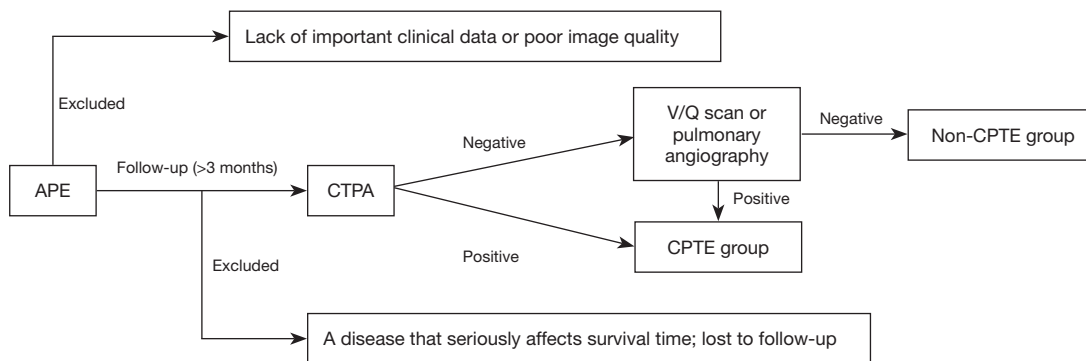 Lack of important clinical data or poor image quality
Excluded
V/Q scan or
pulmonary
angiography
Negative
Non-CPTE group
Negative
Follow-up (>3 months)
APE
CTPA
Positive
CPTE group
Positive
Excluded
A disease that seriously affects survival time; lost to follow-up